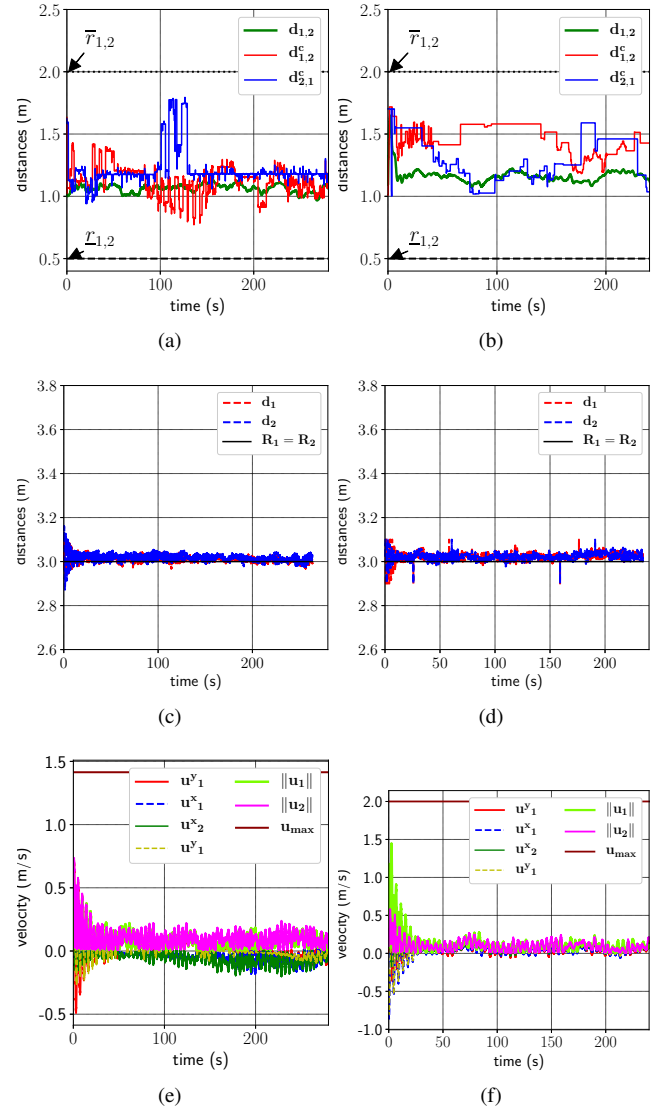 2.5
2.0
1.5
1.0
0.5
distances (m)
r̅₁,₂
r̲₁,₂
d₁,₂
dᶜ₁,₂
dᶜ₂,₁
0 100 200
time (s)
(a)
2.5
2.0
1.5
1.0
0.5
distances (m)
r̅₁,₂
r̲₁,₂
d₁,₂
dᶜ₁,₂
dᶜ₂,₁
0 100 200
time (s)
(b)
3.8
3.6
3.4
3.2
3.0
2.8
2.6
distances (m)
d₁
d₂
R₁ = R₂
0 100 200
time (s)
(c)
3.8
3.6
3.4
3.2
3.0
2.8
2.6
distances (m)
d₁
d₂
R₁ = R₂
0 50 100 150 200
time (s)
(d)
1.5
1.0
0.5
0.0
-0.5
velocity (m/s)
uʸ₁
uˣ₁
uˣ₂
uʸ₁
‖u₁‖
‖u₂‖
uₘₐₓ
0 100 200
time (s)
(e)
2.0
1.5
1.0
0.5
0.0
-0.5
-1.0
velocity (m/s)
uʸ₁
uˣ₁
uˣ₂
uʸ₁
‖u₁‖
‖u₂‖
uₘₐₓ
0 50 100 150 200
time (s)
(f)